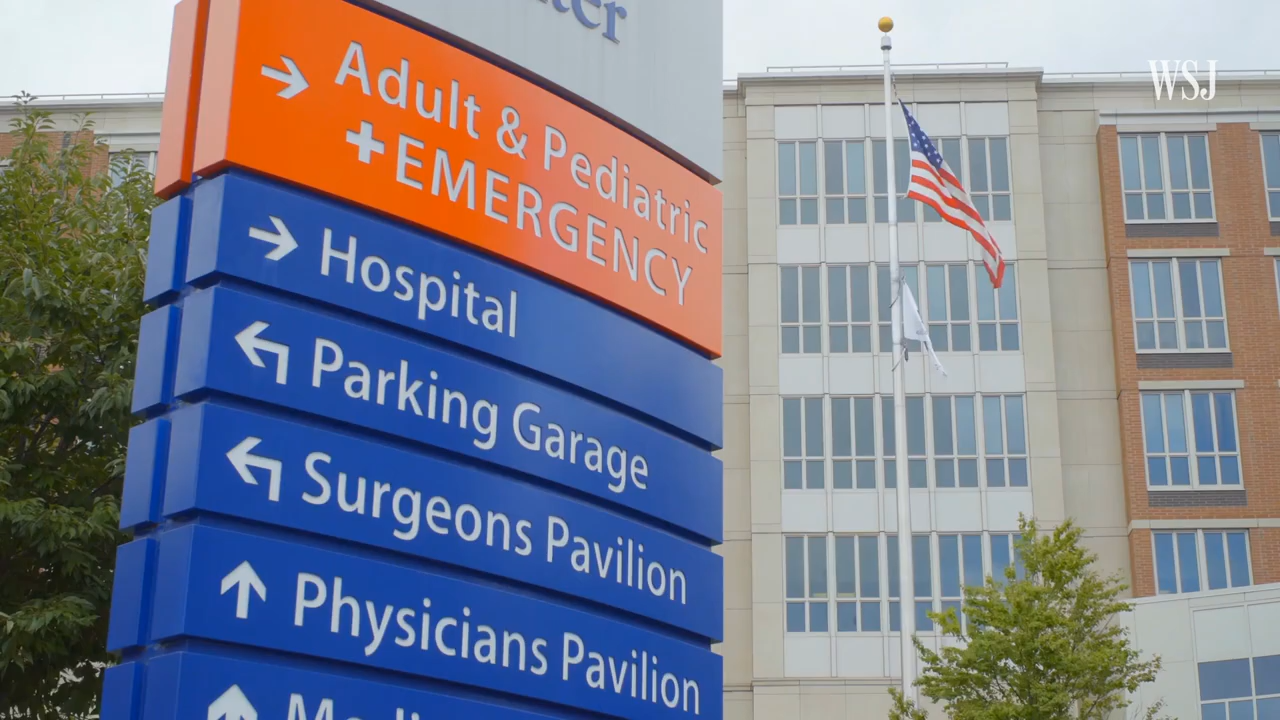 WSJ
Adult & Pediatric
EMERGENCY
Hospital
Parking Garage
Surgeons Pavilion
Physicians Pavilion